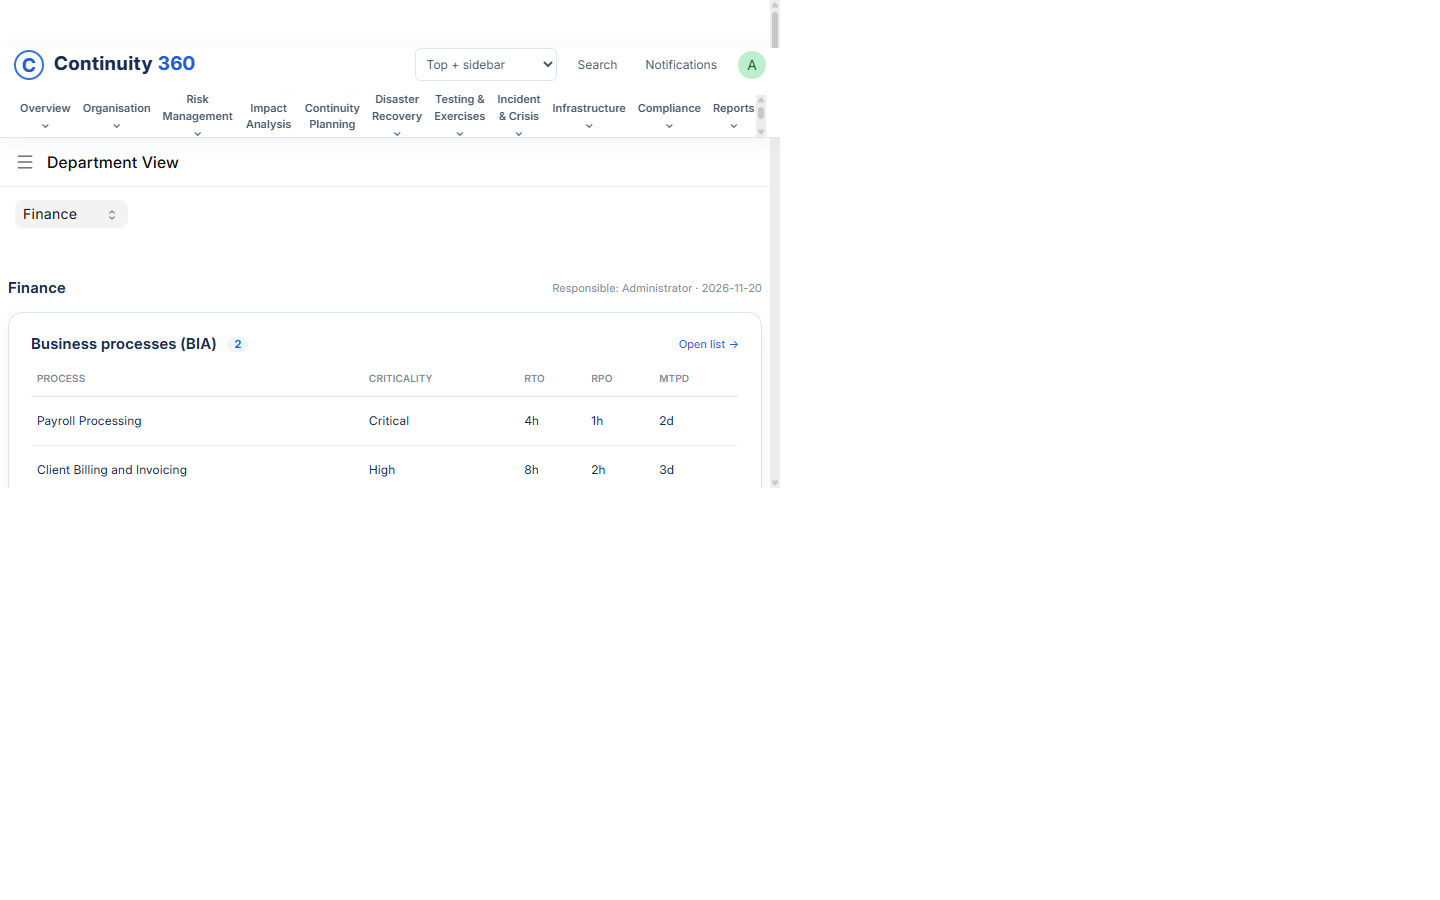 C Continuity 360
Top + sidebar
Search
Notifications
A
Overview
Organisation
Risk Management
Impact Analysis
Continuity Planning
Disaster Recovery
Testing & Exercises
Incident & Crisis
Infrastructure
Compliance
Reports
Department View
Finance
Finance
Responsible: Administrator · 2026-11-20
Business processes (BIA) 2
Open list →
PROCESS CRITICALITY RTO RPO MTPD
Payroll Processing Critical 4h 1h 2d
Client Billing and Invoicing High 8h 2h 3d